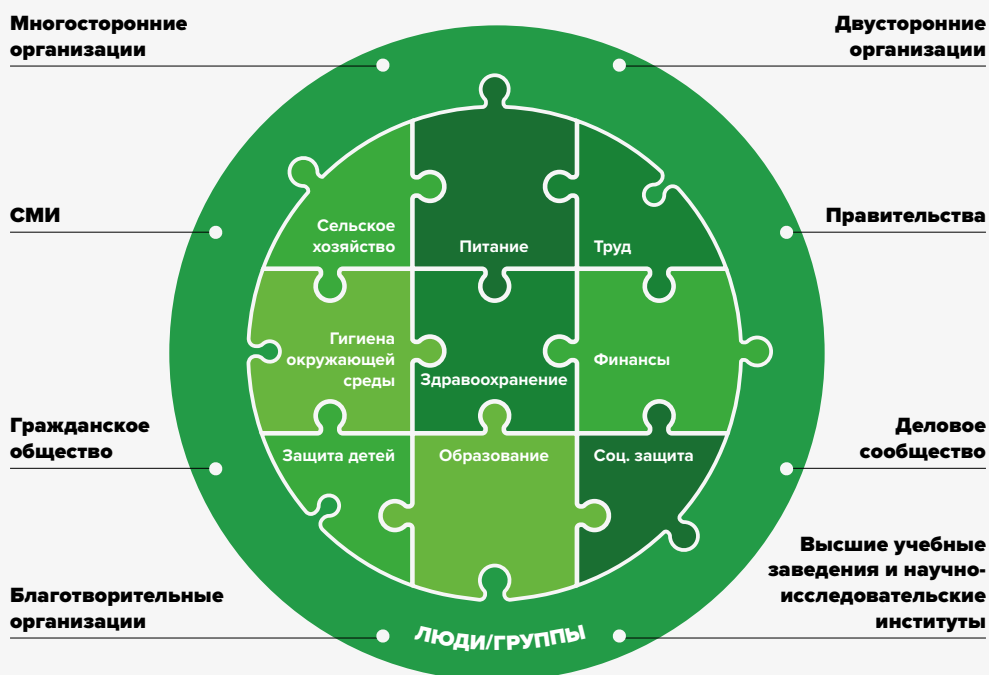 Многосторонние
организации
Двусторонние
организации
СМИ
Правительства
Сельское
хозяйство
Питание
Труд
Гигиена
окружающей
среды
Здравоохранение
Финансы
Гражданское
общество
Деловое
сообщество
Защита детей
Образование
Соц. защита
Благотворительные
организации
Высшие учебные
заведения и научно-
исследовательские
институты
ЛЮДИ/ГРУППЫ